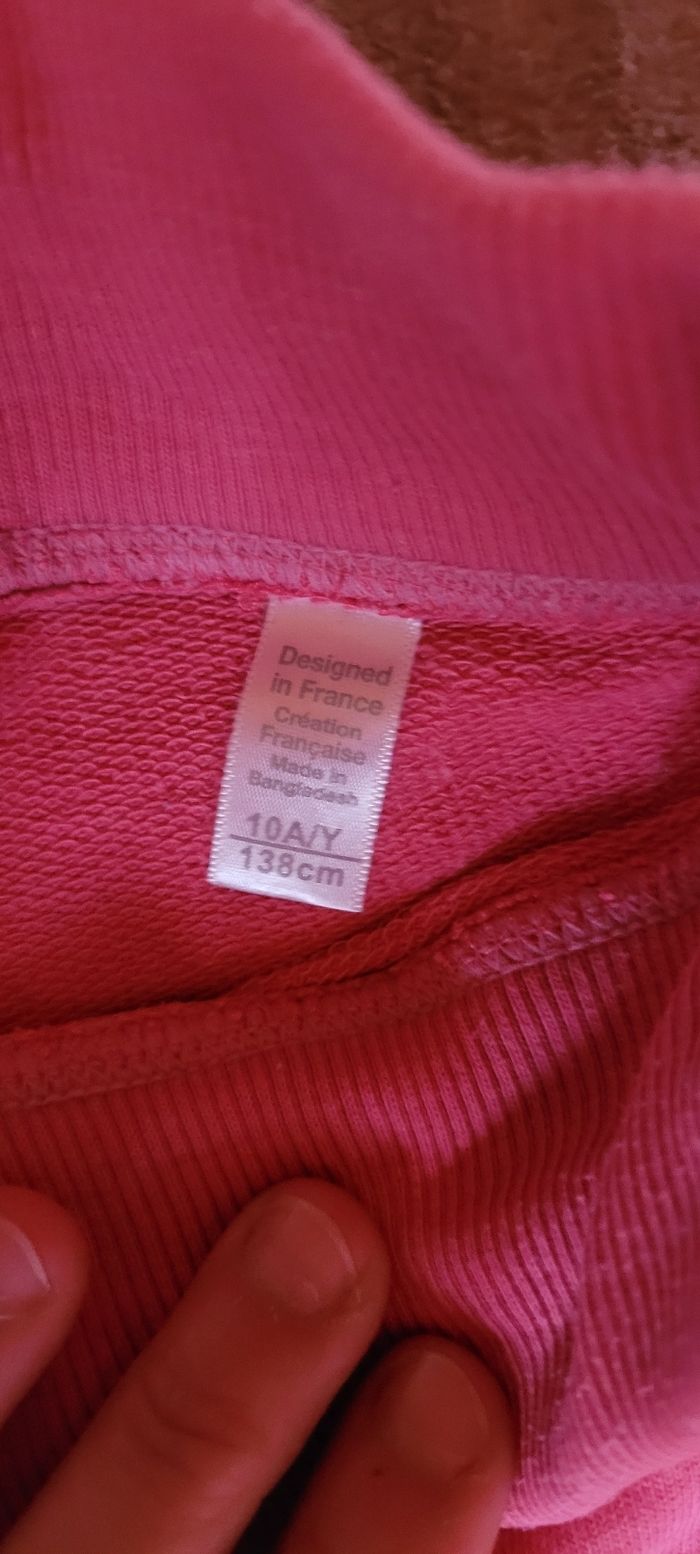 Designed
in France
Création
Française
Made in
Bangladesh
10A/Y
138cm